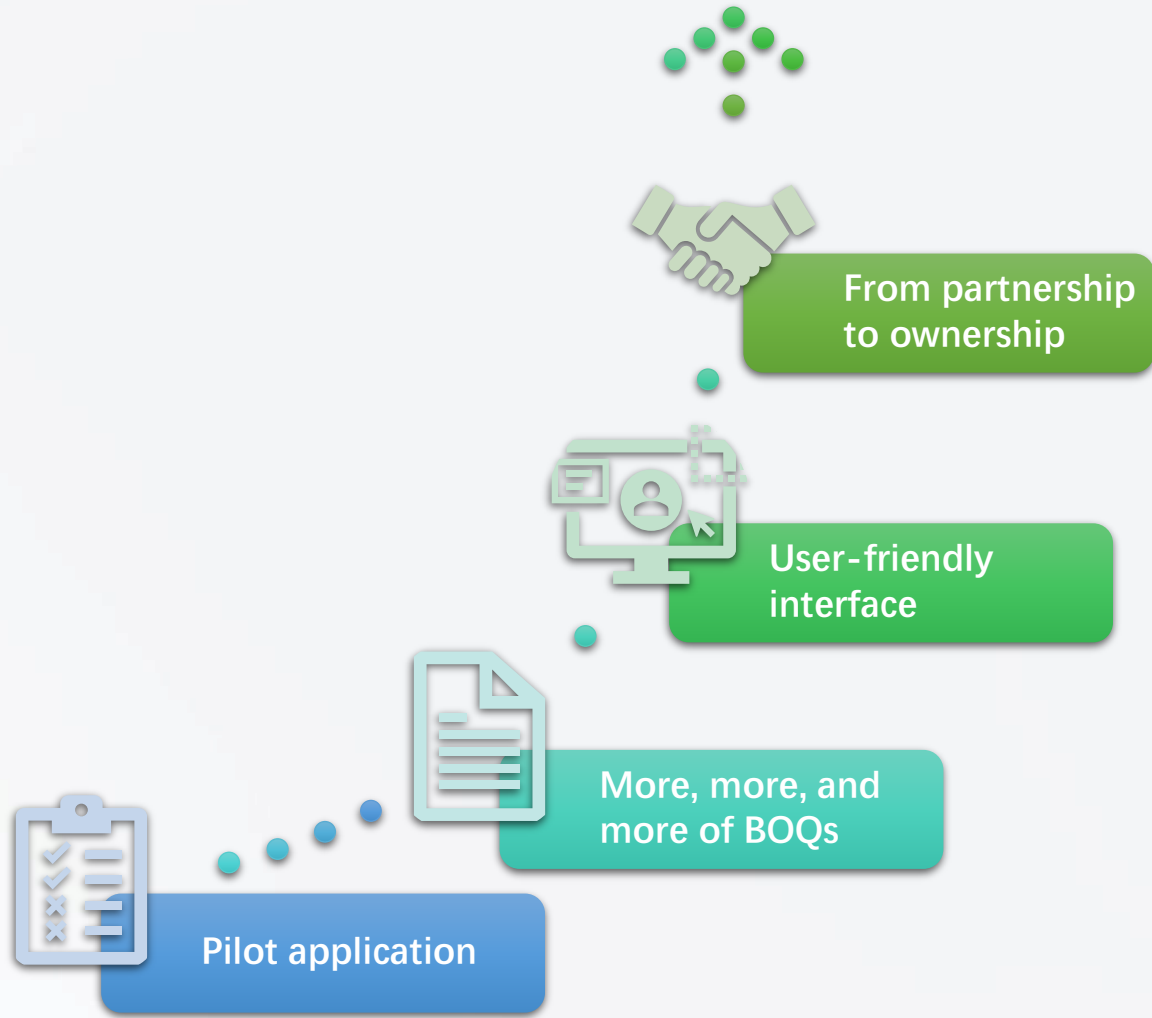 From partnership
to ownership
User-friendly
interface
More, more, and
more of BOQs
Pilot application